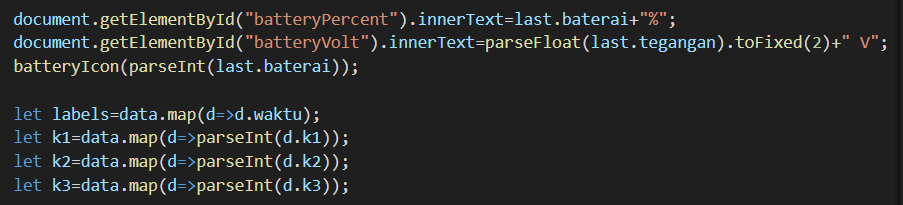 document.getElementById("batteryPercent").innerText=last.baterai+"%";
document.getElementById("batteryVolt").innerText=parseFloat(last.tegangan).toFixed(2)+" V";
batteryIcon(parseInt(last.baterai));
let labels=data.map(d=>d.waktu);
let k1=data.map(d=>parseInt(d.k1));
let k2=data.map(d=>parseInt(d.k2));
let k3=data.map(d=>parseInt(d.k3));